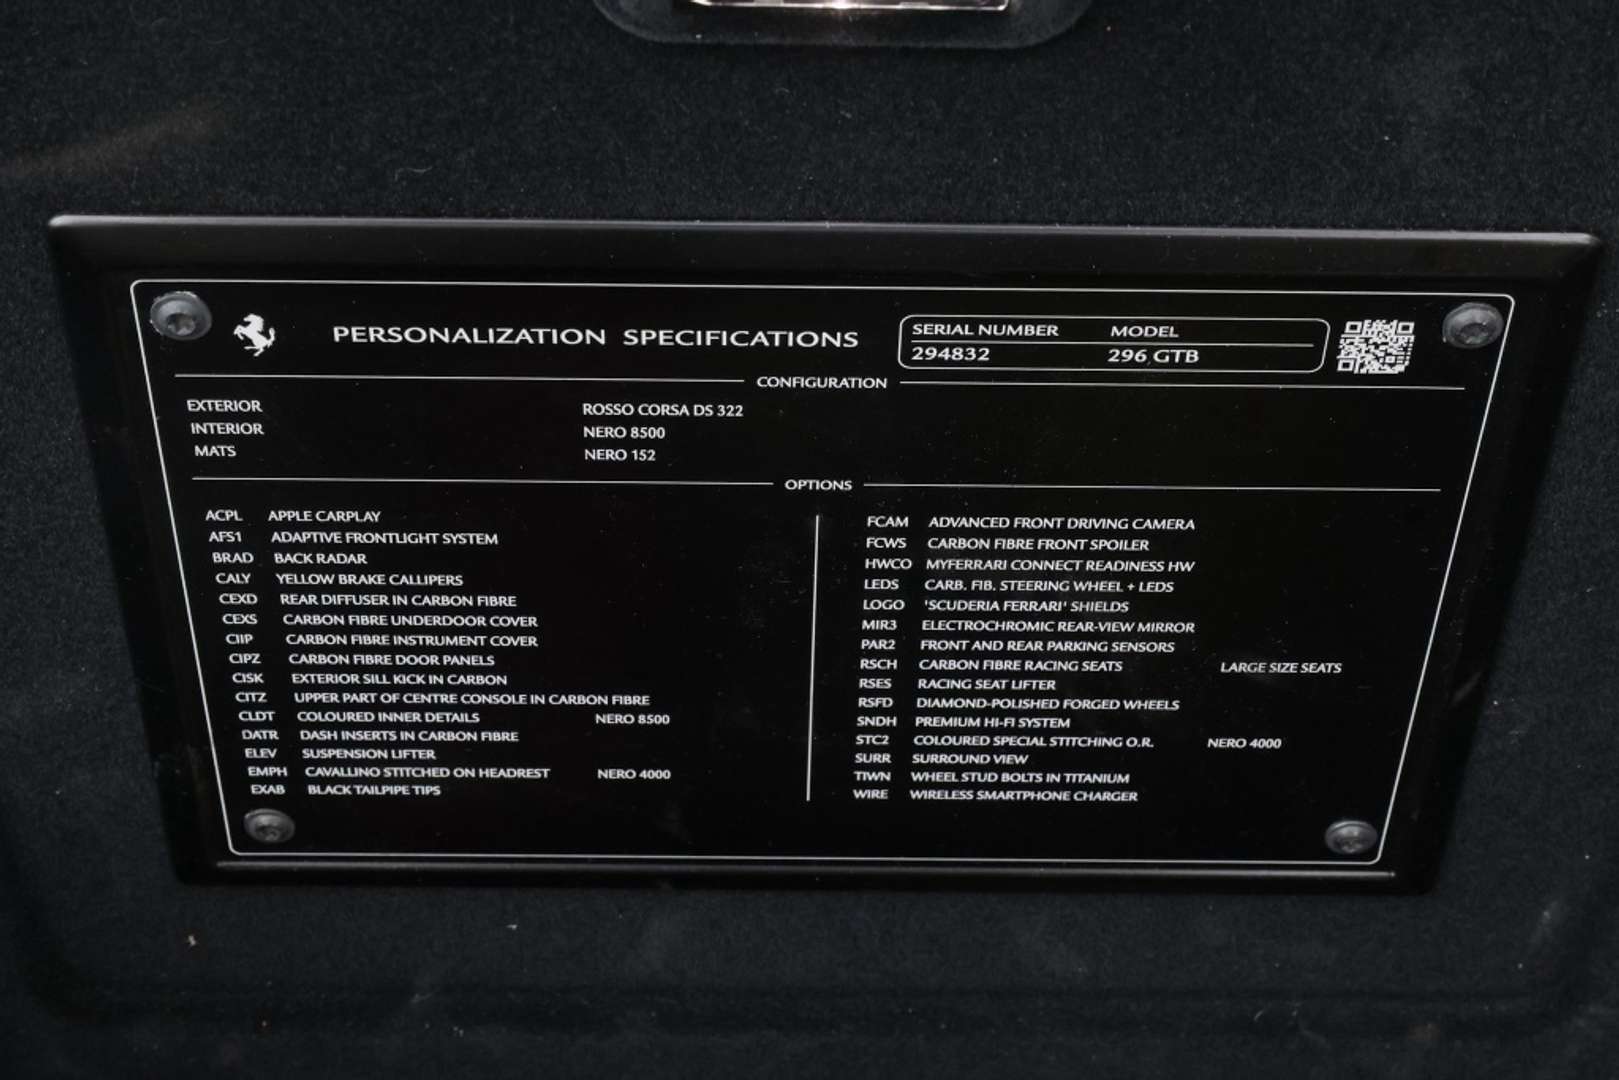 PERSONALIZATION SPECIFICATIONS
SERIAL NUMBER MODEL
294832 296 GTB
CONFIGURATION
EXTERIOR ROSSO CORSA DS 322
INTERIOR NERO 8500
MATS NERO 152
OPTIONS
ACPL APPLE CARPLAY
AFS1 ADAPTIVE FRONTLIGHT SYSTEM
BRAD BACK RADAR
CALY YELLOW BRAKE CALLIPERS
CEXD REAR DIFFUSER IN CARBON FIBRE
CEXS CARBON FIBRE UNDERDOOR COVER
CIIP CARBON FIBRE INSTRUMENT COVER
CIPZ CARBON FIBRE DOOR PANELS
CISK EXTERIOR SILL KICK IN CARBON
CITZ UPPER PART OF CENTRE CONSOLE IN CARBON FIBRE
CLDT COLOURED INNER DETAILS NERO 8500
DATR DASH INSERTS IN CARBON FIBRE
ELEV SUSPENSION LIFTER
EMPH CAVALLINO STITCHED ON HEADREST NERO 4000
EXAB BLACK TAILPIPE TIPS
FCAM ADVANCED FRONT DRIVING CAMERA
FCWS CARBON FIBRE FRONT SPOILER
HWCO MYFERRARI CONNECT READINESS HW
LEDS CARB. FIB. STEERING WHEEL + LEDS
LOGO 'SCUDERIA FERRARI' SHIELDS
MIR3 ELECTROCHROMIC REAR-VIEW MIRROR
PAR2 FRONT AND REAR PARKING SENSORS
RSCH CARBON FIBRE RACING SEATS LARGE SIZE SEATS
RSES RACING SEAT LIFTER
RSFD DIAMOND-POLISHED FORGED WHEELS
SNDH PREMIUM HI-FI SYSTEM
STC2 COLOURED SPECIAL STITCHING O.R. NERO 4000
SURR SURROUND VIEW
TIWN WHEEL STUD BOLTS IN TITANIUM
WIRE WIRELESS SMARTPHONE CHARGER